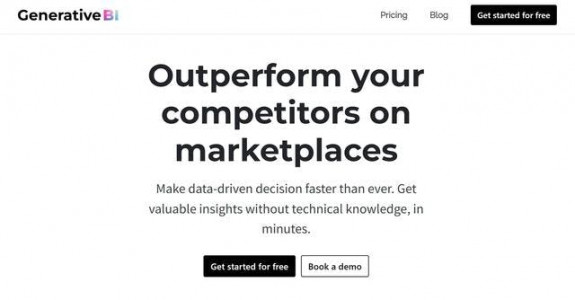 Generative BI
Pricing
Blog
Get started for free
Outperform your
competitors on
marketplaces
Make data-driven decision faster than ever. Get
valuable insights without technical knowledge, in
minutes.
Get started for free
Book a demo